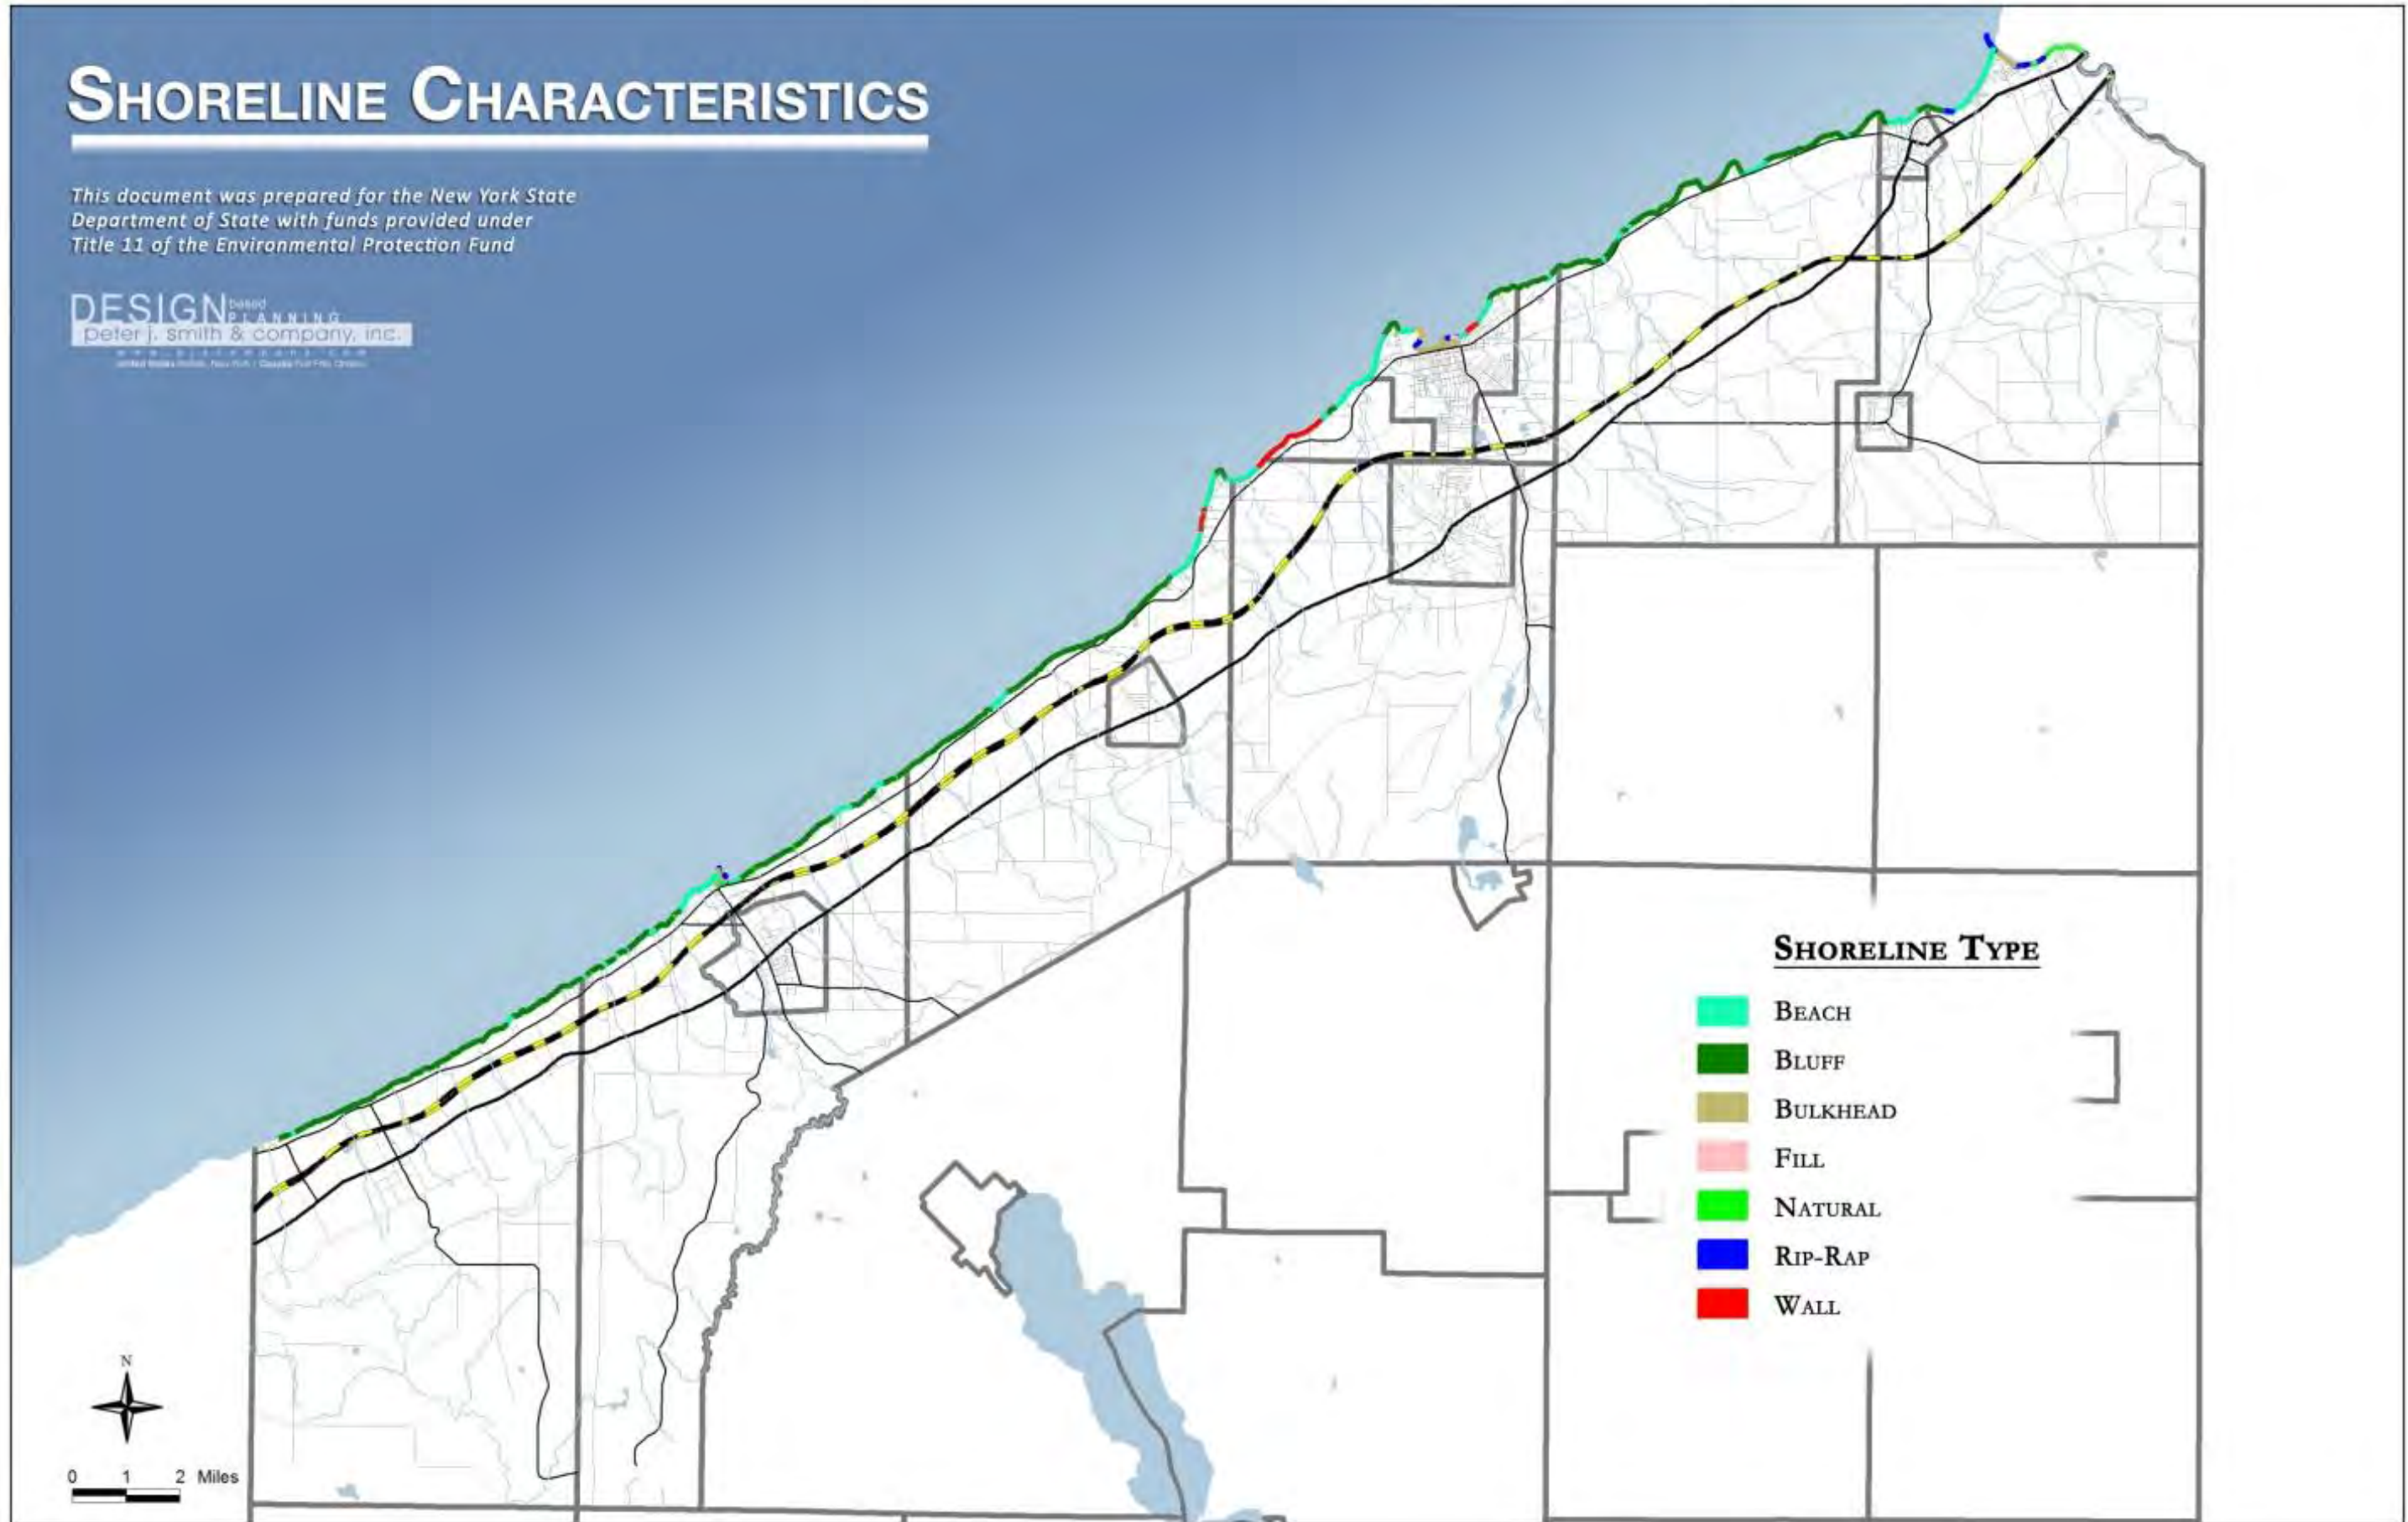 SHORELINE CHARACTERISTICS
This document was prepared for the New York State
Department of State with funds provided under
Title 11 of the Environmental Protection Fund
DESIGN based
PLANNING
peter j. smith & company, inc.
SHORELINE TYPE
BEACH
BLUFF
BULKHEAD
FILL
NATURAL
RIP-RAP
WALL
N
0 1 2 Miles